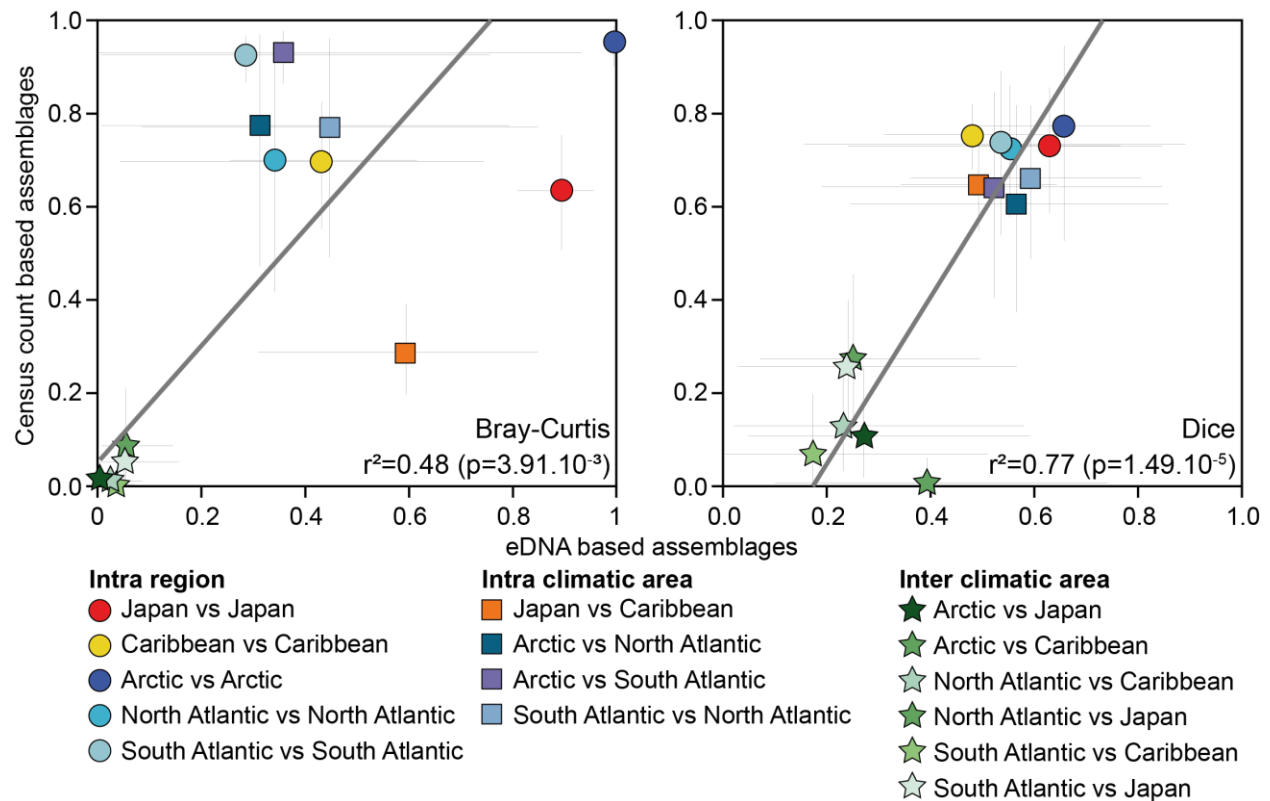 Census count based assemblages
1.0
0.8
0.6
0.4
0.2
0.0
0
0.2
0.4
0.6
0.8
1
Bray-Curtis
r²=0.48 (p=3.91.10⁻³)
1.0
0.8
0.6
0.4
0.2
0.0
0.0
0.2
0.4
0.6
0.8
1.0
Dice
r²=0.77 (p=1.49.10⁻⁵)
eDNA based assemblages
Intra region
Japan vs Japan
Caribbean vs Caribbean
Arctic vs Arctic
North Atlantic vs North Atlantic
South Atlantic vs South Atlantic
Intra climatic area
Japan vs Caribbean
Arctic vs North Atlantic
Arctic vs South Atlantic
South Atlantic vs North Atlantic
Inter climatic area
Arctic vs Japan
Arctic vs Caribbean
North Atlantic vs Caribbean
North Atlantic vs Japan
South Atlantic vs Caribbean
South Atlantic vs Japan